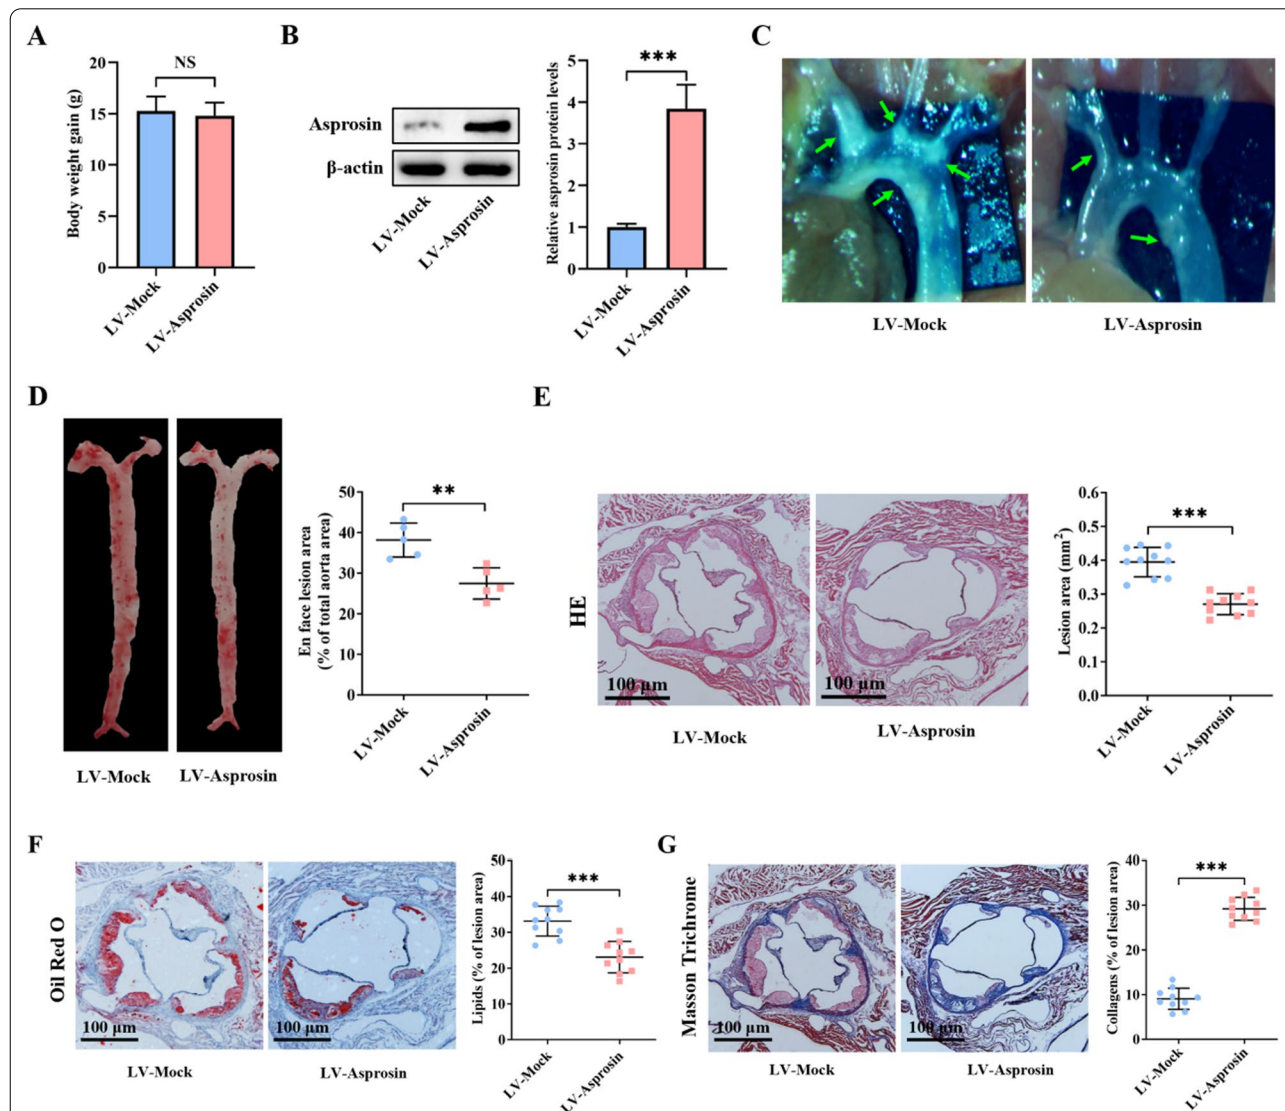 A
Body weight gain (g)
20
15
10
5
0
NS
LV-Mock
LV-Asprosin
B
Asprosin
β-actin
LV-Mock
LV-Asprosin
Relative asprosin protein levels
5
4
3
2
1
0
***
LV-Mock
LV-Asprosin
C
LV-Mock
LV-Asprosin
D
LV-Mock
LV-Asprosin
En face lesion area
(% of total aorta area)
50
40
30
20
10
0
**
LV-Mock
LV-Asprosin
E
HE
100 μm
100 μm
LV-Mock
LV-Asprosin
Lesion area (mm²)
0.6
0.5
0.4
0.3
0.2
0.1
0.0
***
LV-Mock
LV-Asprosin
F
Oil Red O
100 μm
100 μm
LV-Mock
LV-Asprosin
Lipids (% of lesion area)
50
40
30
20
10
0
***
LV-Mock
LV-Asprosin
G
Masson Trichrome
100 μm
100 μm
LV-Mock
LV-Asprosin
Collagens (% of lesion area)
40
30
20
10
0
***
LV-Mock
LV-Asprosin